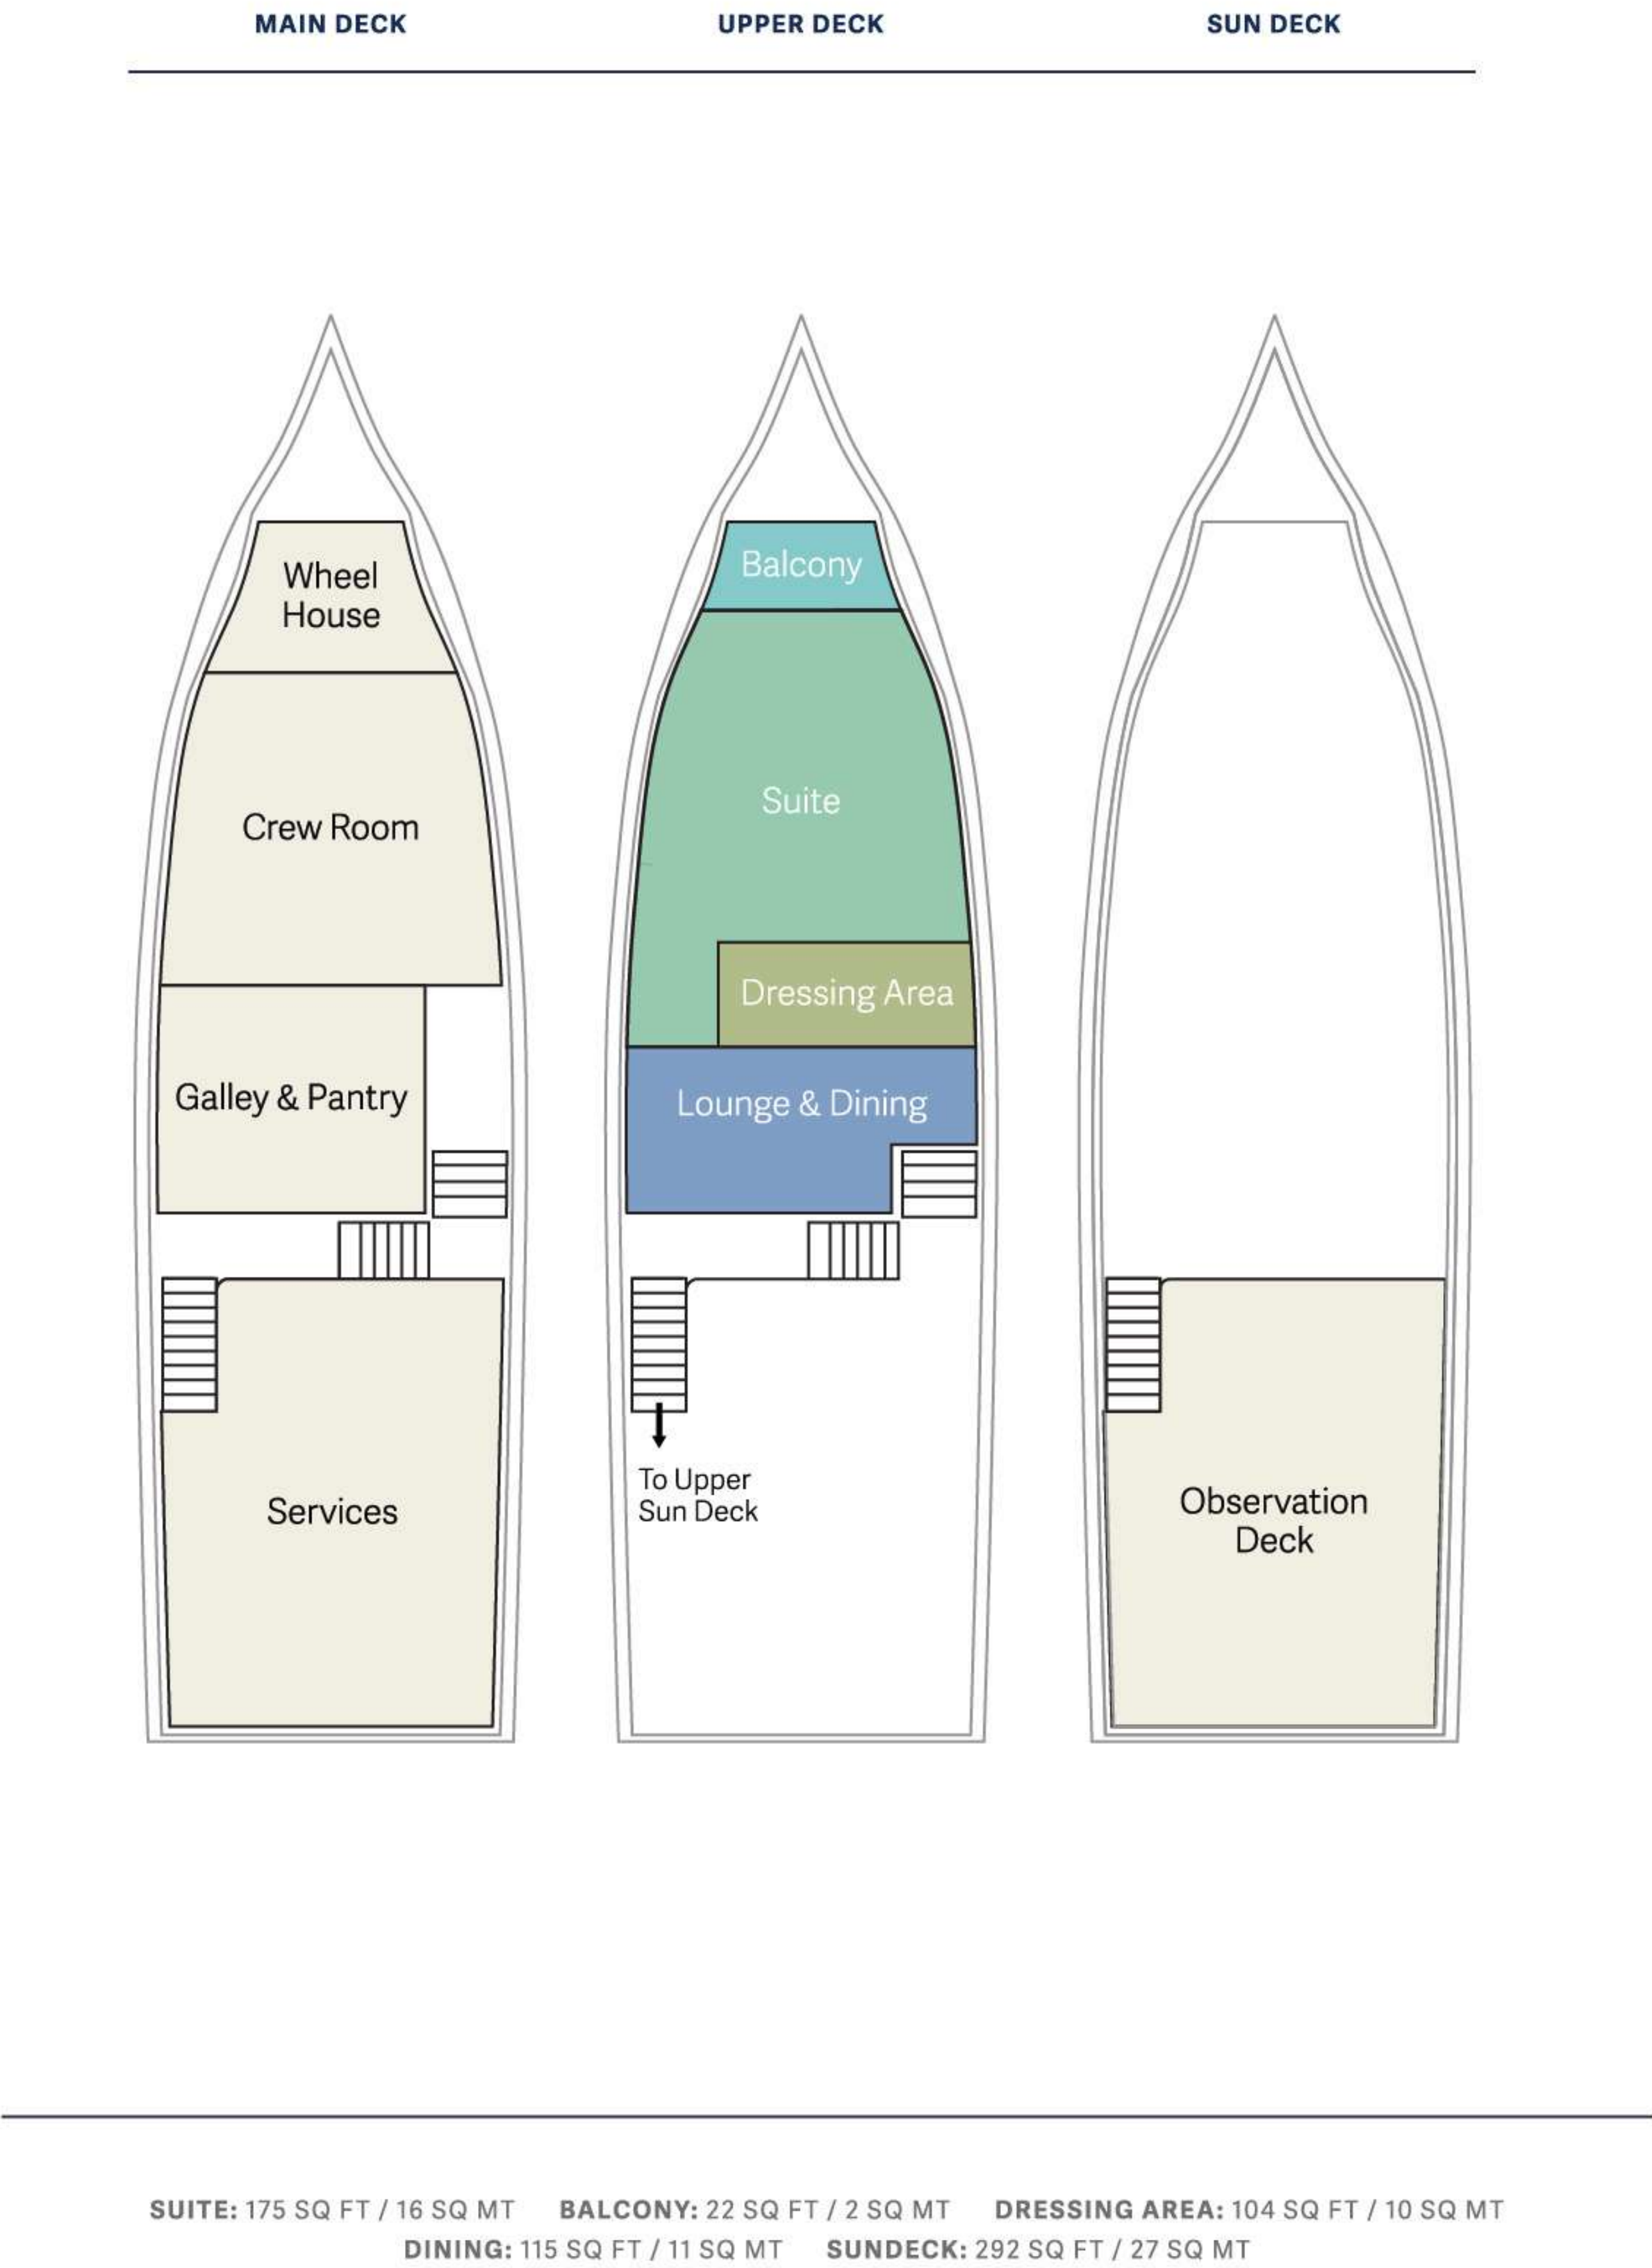 MAIN DECK
UPPER DECK
SUN DECK
Wheel
House
Crew Room
Galley & Pantry
Services
Balcony
Suite
Dressing Area
Lounge & Dining
To Upper
Sun Deck
Observation
Deck
SUITE: 175 SQ FT / 16 SQ MT BALCONY: 22 SQ FT / 2 SQ MT DRESSING AREA: 104 SQ FT / 10 SQ MT
DINING: 115 SQ FT / 11 SQ MT SUNDECK: 292 SQ FT / 27 SQ MT